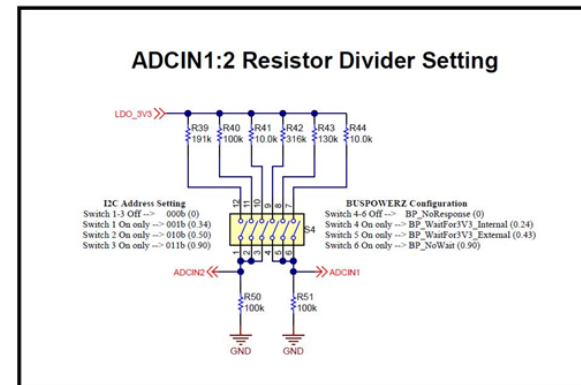 ADCIN1:2 Resistor Divider Setting
LDO_3V3
R39 R40 R41 R42 R43 R44
191k 100k 10.0k 316k 130k 10.0k
12 11 10 9 8 7
I2C Address Setting
Switch 1-3 Off --> 000b (0)
Switch 1 On only --> 001b (0.34)
Switch 2 On only --> 010b (0.50)
Switch 3 On only --> 011b (0.90)
S4
BUSPOWERZ Configuration
Switch 4-6 Off --> BP_NoResponse (0)
Switch 4 On only --> BP_WaitFor3V3_Internal (0.24)
Switch 5 On only --> BP_WaitFor3V3_External (0.43)
Switch 6 On only --> BP_NoWait (0.90)
1 2 3 4 5 6
ADCIN2 ADCIN1
R50 R51
100k 100k
GND GND